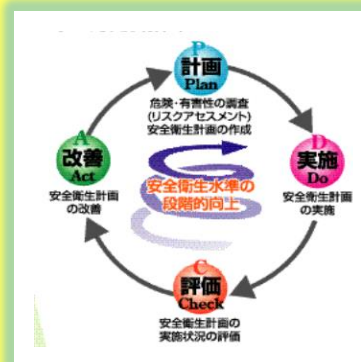 P
計画
Plan
危険・有害性の調査
(リスクアセスメント)
安全衛生計画の作成
D
実施
Do
安全衛生計画
の実施
C
評価
Check
安全衛生計画の
実施状況の評価
A
改善
Act
安全衛生計画
の改善
安全衛生水準の
段階的向上